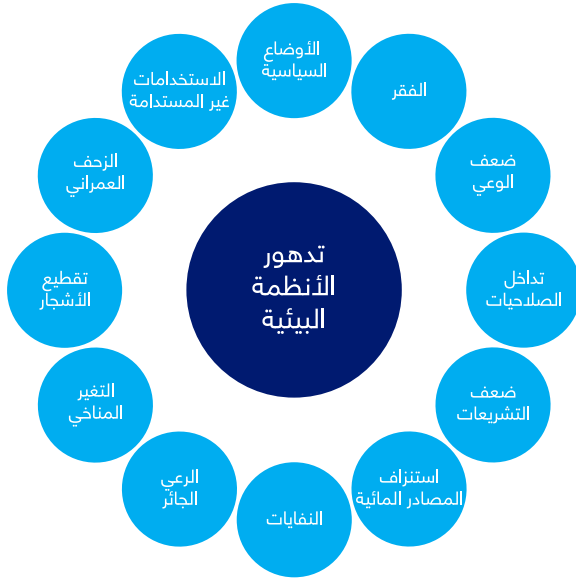 تدهور
الأنظمة
البيئية
الأوضاع
السياسية
الفقر
ضعف
الوعي
تداخل
الصلاحيات
ضعف
التشريعات
استنزاف
المصادر المائية
النفايات
الرعي
الجائر
التغير
المناخي
تقطيع
الأشجار
الزحف
العمراني
الاستخدامات
غير المستدامة